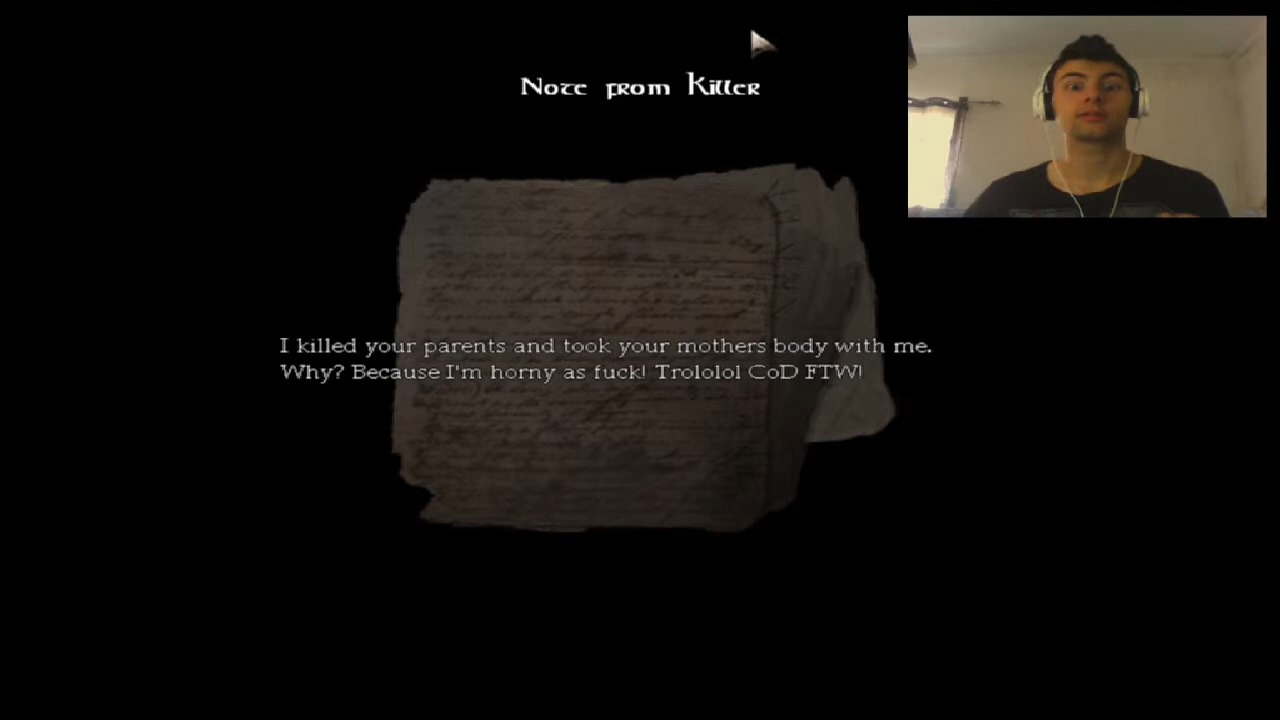 Note from Killer
I killed your parents and took your mothers body with me.
Why? Because I'm horny as fuck! Trololol CoD FTW!